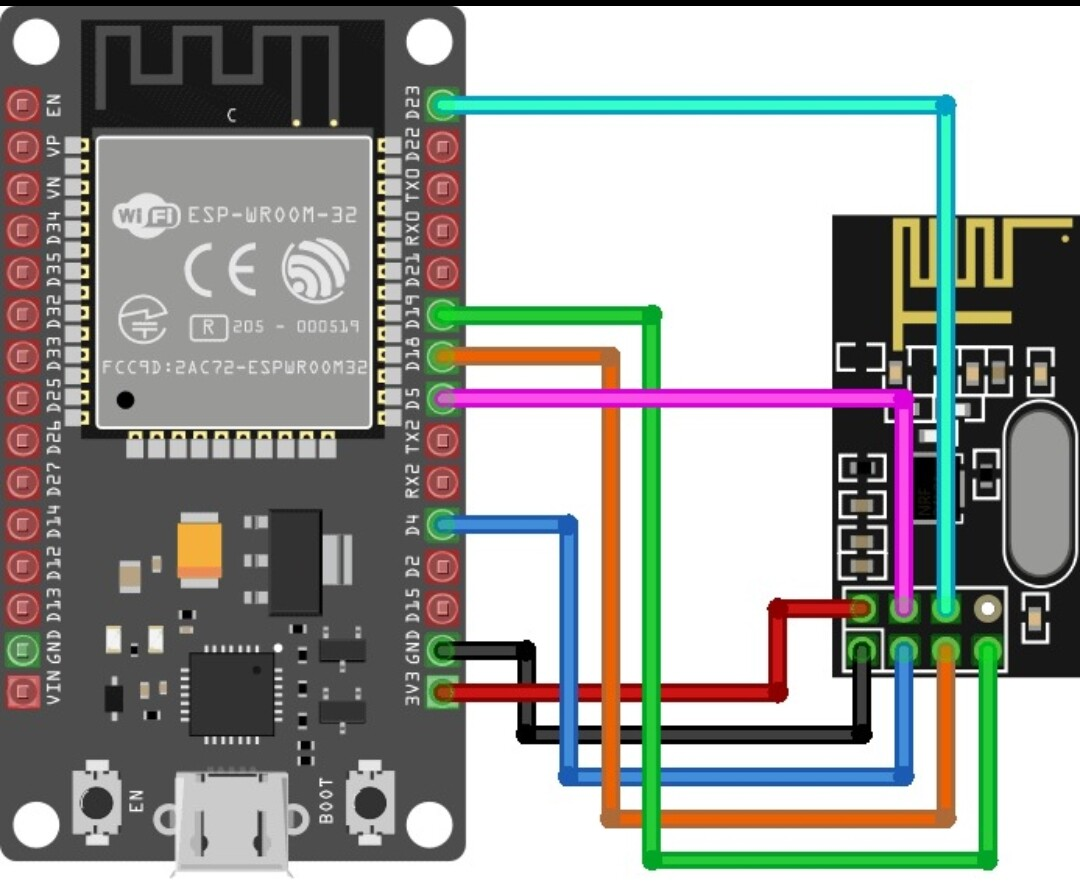 EN
VP
VN
D34
D35
D32
D33
D25
D26
D27
D14
D12
D13
GND
VIN
C
WiFi
ESP-WROOM-32
CE
R 205 - 000519
FCC9D:2AC72-ESPWROOM32
D23
D22
TX0
RX0
D21
D19
D18
D5
TX2
RX2
D4
D2
D15
GND
3V3
EN
BOOT
NRF